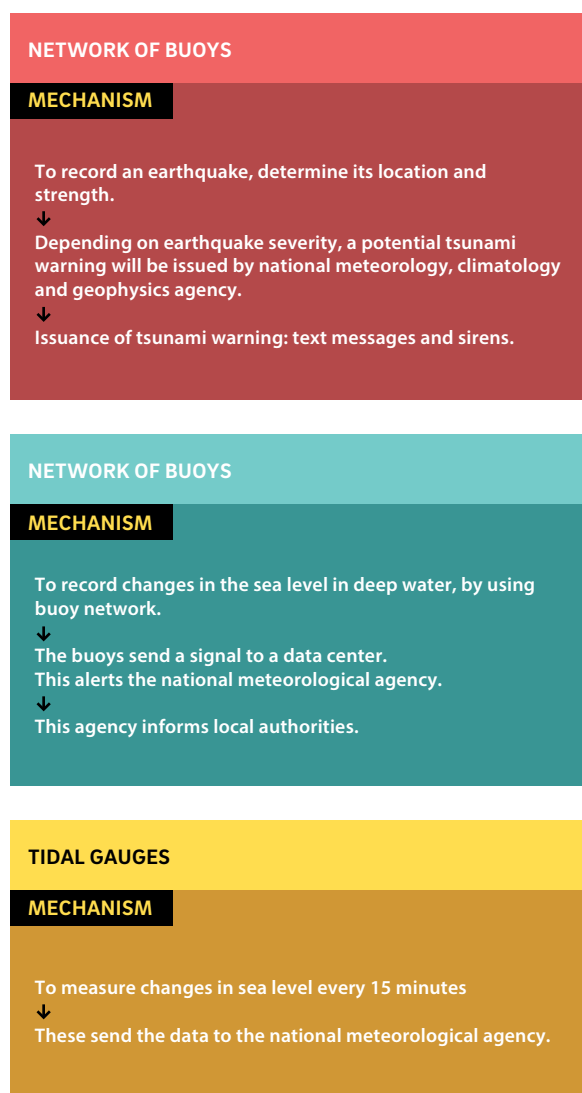 NETWORK OF BUOYS
MECHANISM
To record an earthquake, determine its location and
strength.
↓
Depending on earthquake severity, a potential tsunami
warning will be issued by national meteorology, climatology
and geophysics agency.
↓
Issuance of tsunami warning: text messages and sirens.
NETWORK OF BUOYS
MECHANISM
To record changes in the sea level in deep water, by using
buoy network.
↓
The buoys send a signal to a data center.
This alerts the national meteorological agency.
↓
This agency informs local authorities.
TIDAL GAUGES
MECHANISM
To measure changes in sea level every 15 minutes
↓
These send the data to the national meteorological agency.